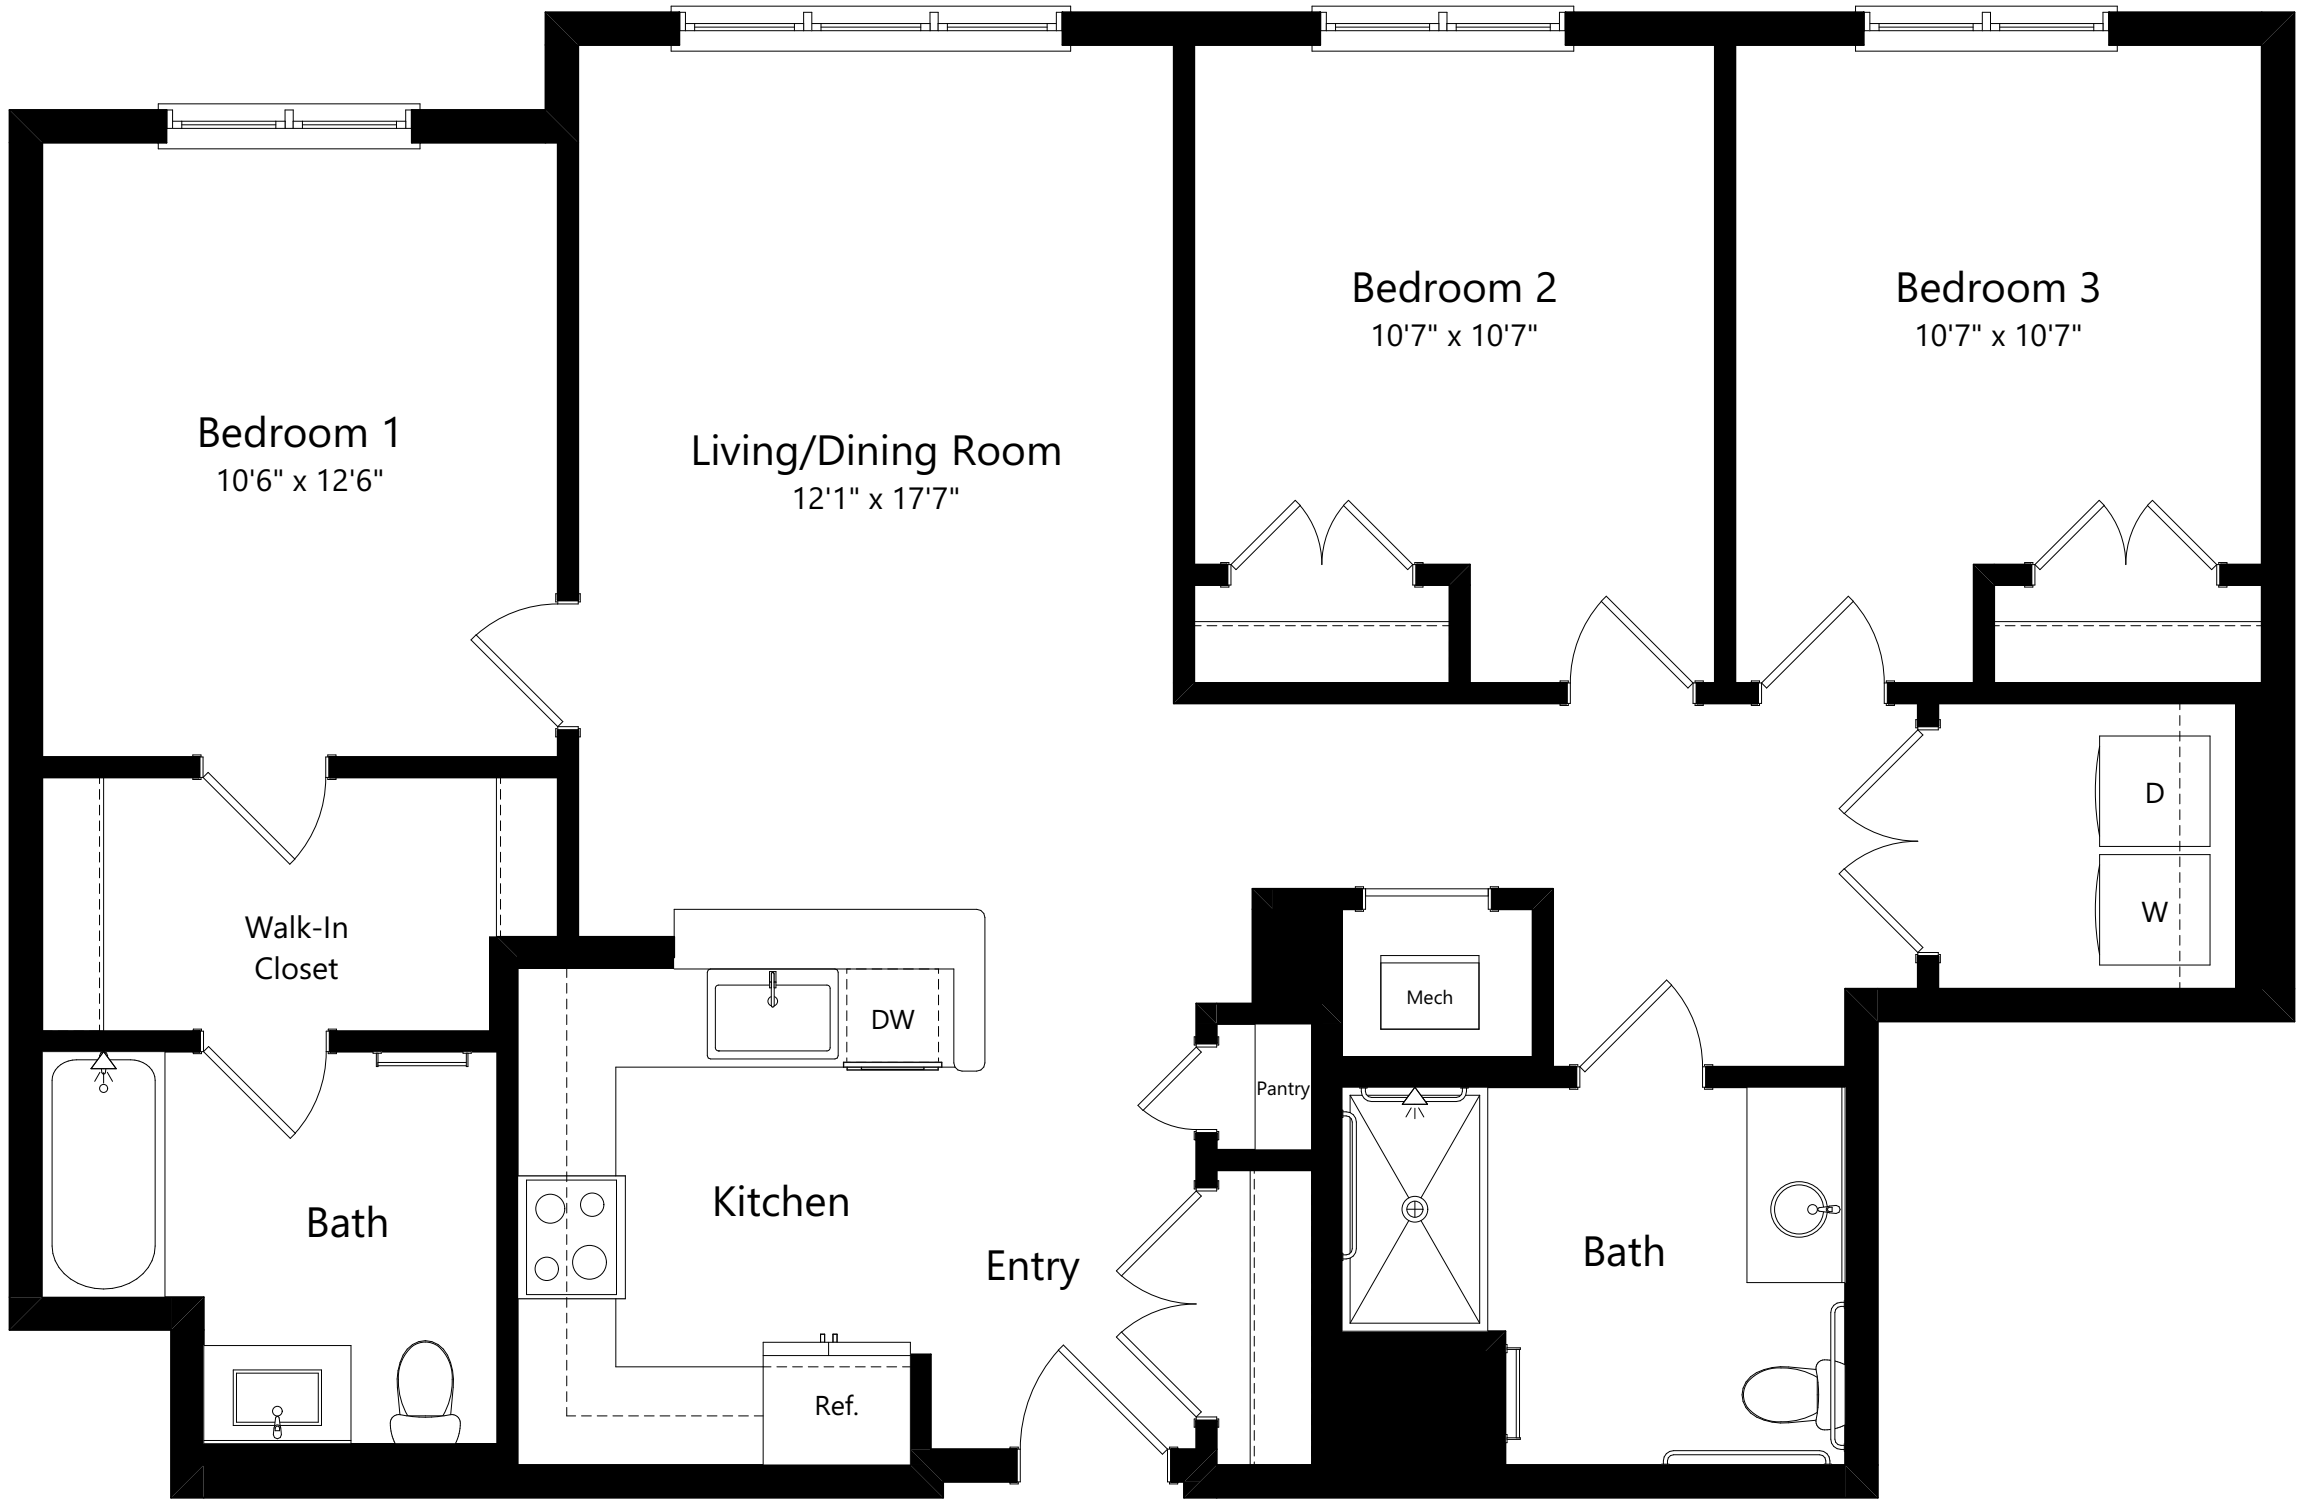 Bedroom 1
10'6" x 12'6"
Living/Dining Room
12'1" x 17'7"
Bedroom 2
10'7" x 10'7"
Bedroom 3
10'7" x 10'7"
D
W
Walk-In
Closet
DW
Mech
Pantry
Bath
Kitchen
Entry
Bath
Ref.